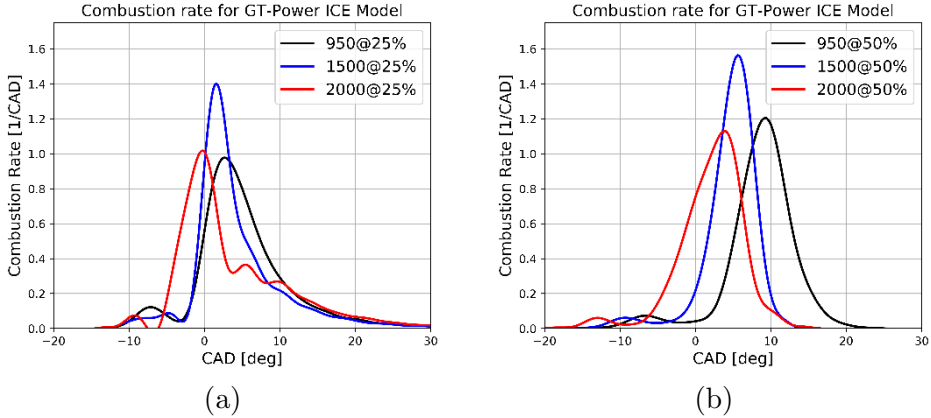 Combustion rate for GT-Power ICE Model
950@25%
1500@25%
2000@25%
Combustion Rate [1/CAD]
1.6
1.4
1.2
1.0
0.8
0.6
0.4
0.2
0.0
−20 −10 0 10 20 30
CAD [deg]
(a)
Combustion rate for GT-Power ICE Model
950@50%
1500@50%
2000@50%
Combustion Rate [1/CAD]
1.6
1.4
1.2
1.0
0.8
0.6
0.4
0.2
0.0
−20 −10 0 10 20 30
CAD [deg]
(b)